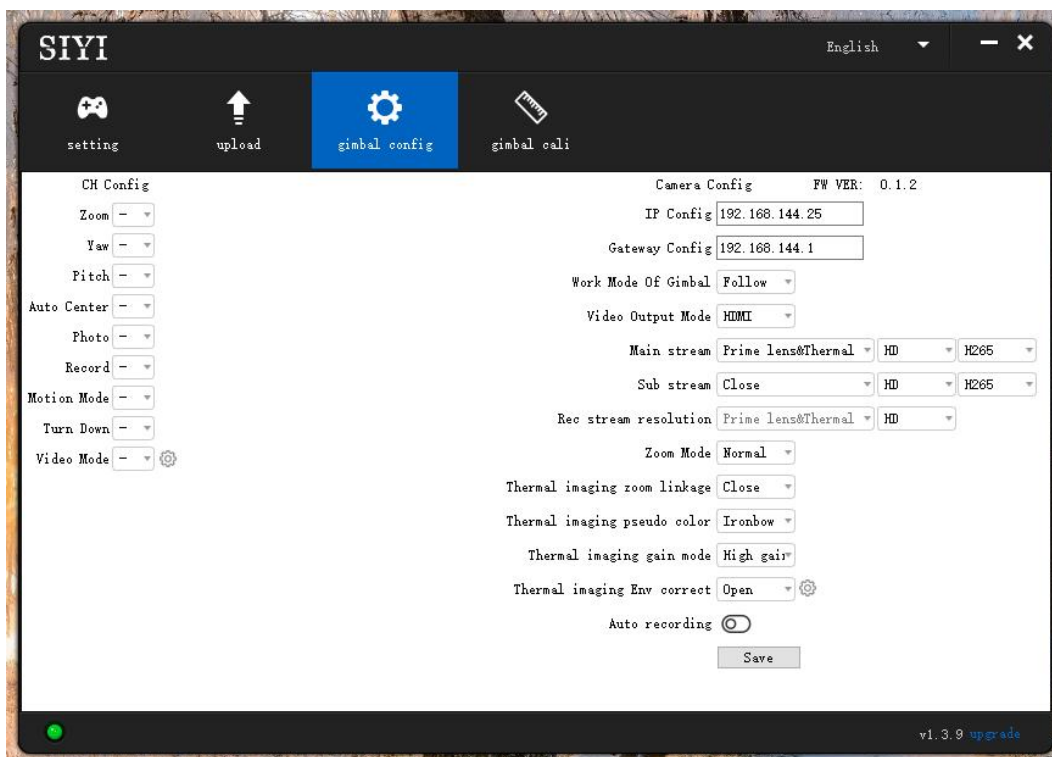 SIYI
English
setting
upload
gimbal config
gimbal cali
CH Config
Zoom -
Yaw -
Pitch -
Auto Center -
Photo -
Record -
Motion Mode -
Turn Down -
Video Mode -
Camera Config FW VER: 0.1.2
IP Config 192.168.144.25
Gateway Config 192.168.144.1
Work Mode Of Gimbal Follow
Video Output Mode HDMI
Main stream Prime lens&Thermal HD H265
Sub stream Close HD H265
Rec stream resolution Prime lens&Thermal HD
Zoom Mode Normal
Thermal imaging zoom linkage Close
Thermal imaging pseudo color Ironbow
Thermal imaging gain mode High gain
Thermal imaging Env correct Open
Auto recording
Save
v1.3.9 upgrade